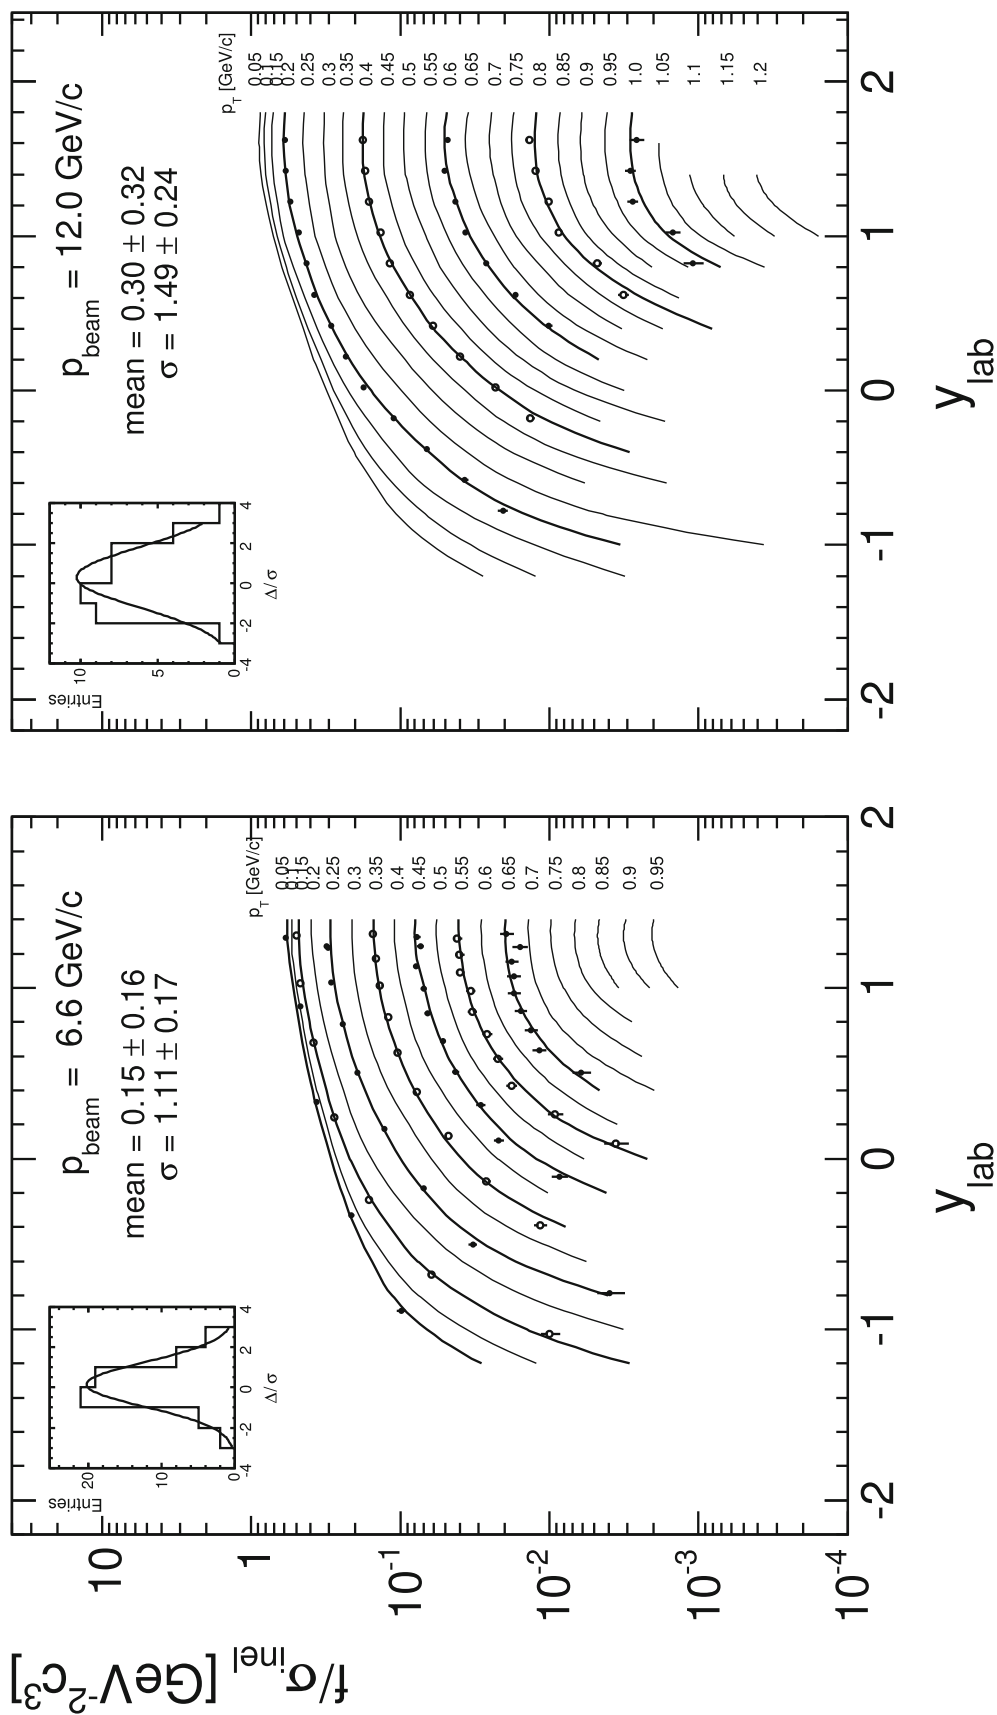 f/σ_inel [GeV⁻²c³]
10
1
10⁻¹
10⁻²
10⁻³
10⁻⁴
p_beam = 6.6 GeV/c
mean = 0.15 ± 0.16
σ = 1.11 ± 0.17
Entries
20
10
0
-4 -2 0 2 4
Δ/σ
p_T [GeV/c]
0.05
0.1
0.15
0.2
0.25
0.3
0.35
0.4
0.45
0.5
0.55
0.6
0.65
0.7
0.75
0.8
0.85
0.9
0.95
-2 -1 0 1 2
y_lab
p_beam = 12.0 GeV/c
mean = 0.30 ± 0.32
σ = 1.49 ± 0.24
Entries
10
5
0
-4 -2 0 2 4
Δ/σ
p_T [GeV/c]
0.05
0.1
0.15
0.2
0.25
0.3
0.35
0.4
0.45
0.5
0.55
0.6
0.65
0.7
0.75
0.8
0.85
0.9
0.95
1.0
1.05
1.1
1.15
1.2
-2 -1 0 1 2
y_lab